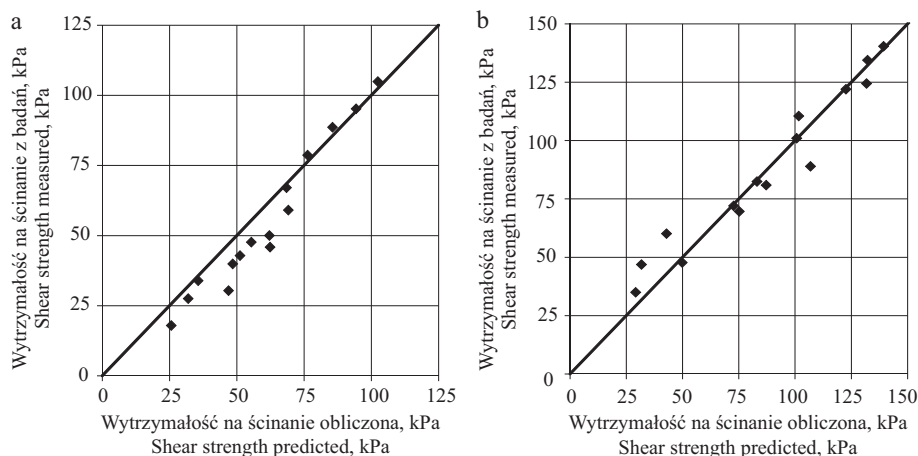 a
125
100
75
50
25
0
0 25 50 75 100 125
Wytrzymałość na ścinanie z badań, kPa
Shear strength measured, kPa
Wytrzymałość na ścinanie obliczona, kPa
Shear strength predicted, kPa
b
150
125
100
75
50
25
0
0 25 50 75 100 125 150
Wytrzymałość na ścinanie z badań, kPa
Shear strength measured, kPa
Wytrzymałość na ścinanie obliczona, kPa
Shear strength predicted, kPa